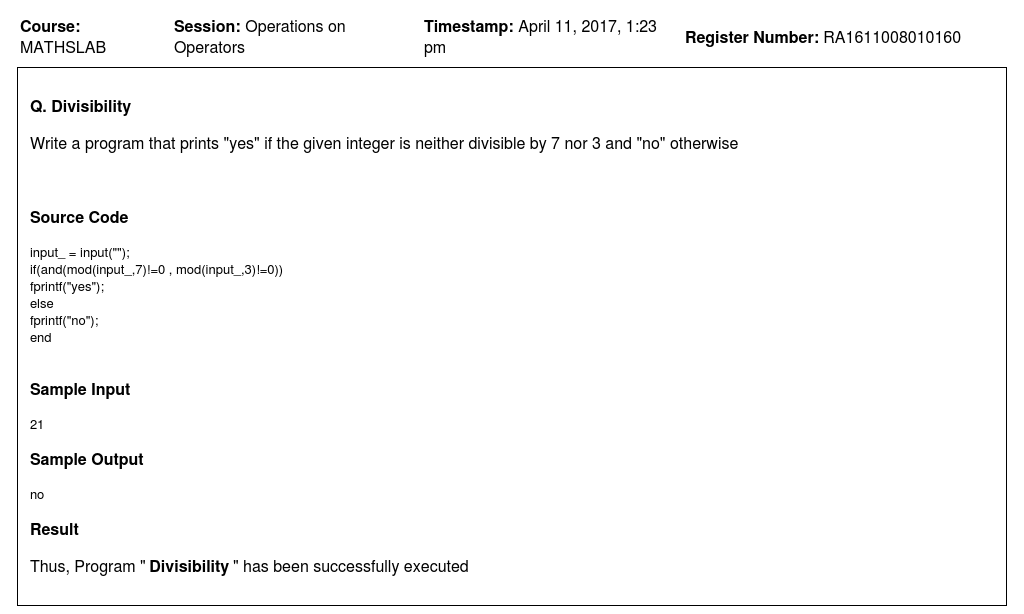 Course: MATHSLAB
Session: Operations on Operators
Timestamp: April 11, 2017, 1:23 pm
Register Number: RA1611008010160
Q. Divisibility
Write a program that prints "yes" if the given integer is neither divisible by 7 nor 3 and "no" otherwise
Source Code
input_ = input("");
if(and(mod(input_,7)!=0 , mod(input_,3)!=0))
fprintf("yes");
else
fprintf("no");
end
Sample Input
21
Sample Output
no
Result
Thus, Program " Divisibility " has been successfully executed